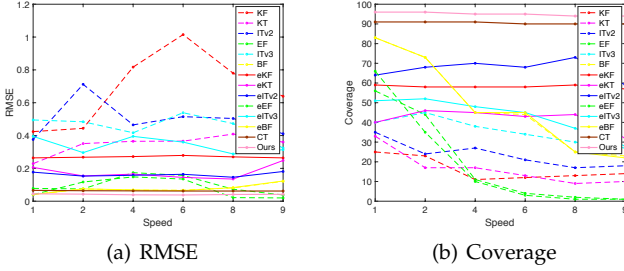 1.2
1
0.8
0.6
0.4
0.2
0
RMSE
1 2 4 6 8 9
Speed
KF
KT
ITv2
EF
ITv3
BF
eKF
eKT
eITv2
eEF
eITv3
eBF
CT
Ours
(a) RMSE
100
90
80
70
60
50
40
30
20
10
0
Coverage
1 2 4 6 8 9
Speed
KF
KT
ITv2
EF
ITv3
BF
eKF
eKT
eITv2
eEF
eITv3
eBF
CT
Ours
(b) Coverage